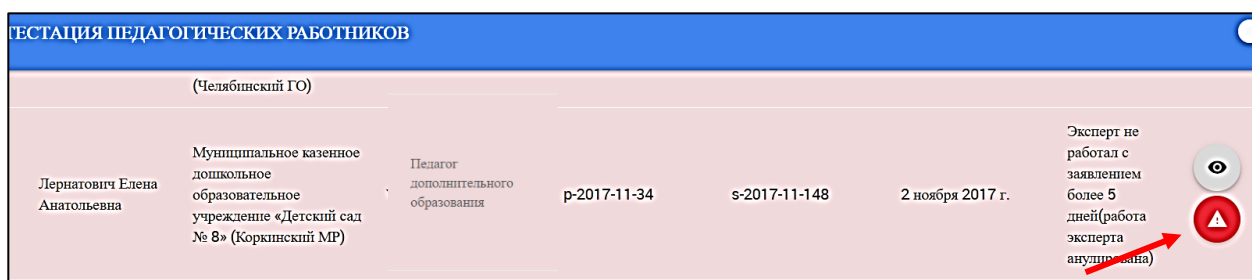 ТЕСТАЦИЯ ПЕДАГОГИЧЕСКИХ РАБОТНИКОВ
(Челябинский ГО)
Лернатович Елена
Анатольевна
Муниципальное казенное
дошкольное
образовательное
учреждение «Детский сад
№ 8» (Коркинский МР)
Педагог
дополнительного
образования
p-2017-11-34
s-2017-11-148
2 ноября 2017 г.
Эксперт не
работал с
заявлением
более 5
дней(работа
эксперта
анулирована)